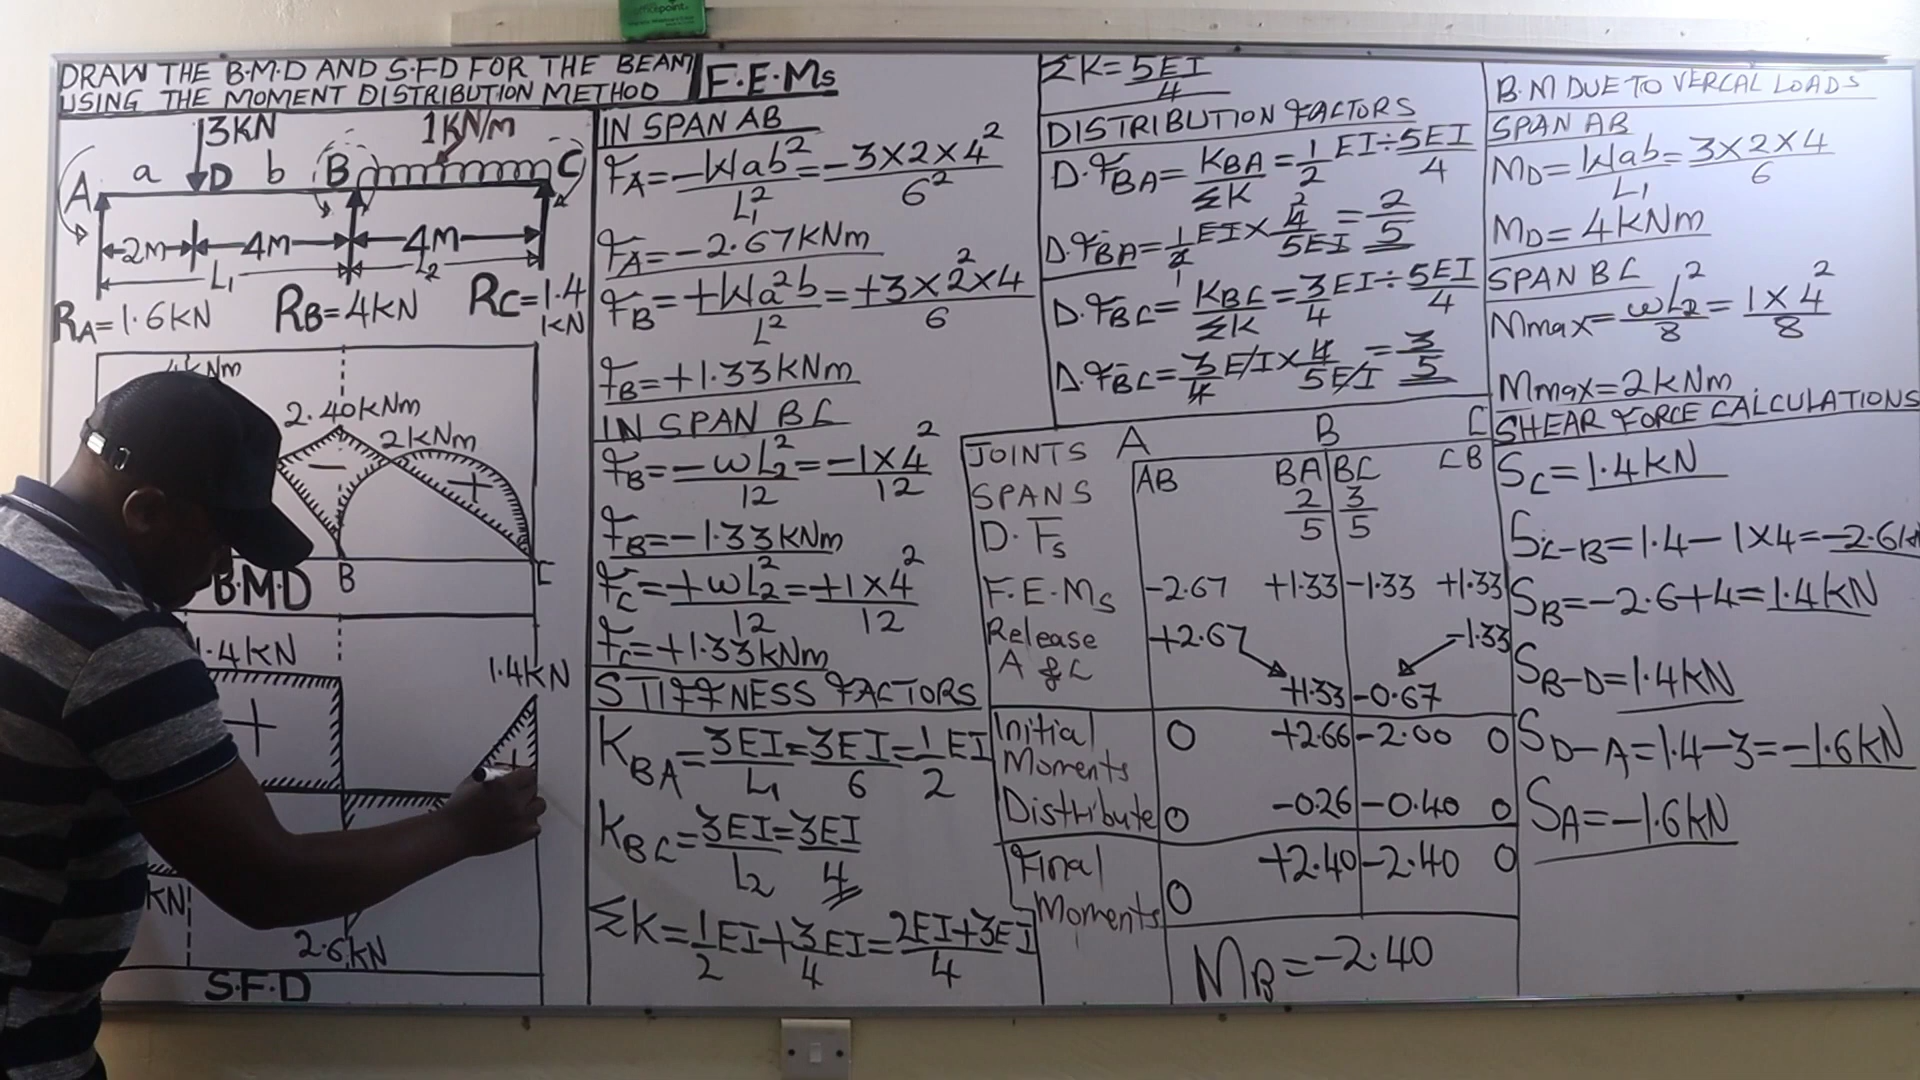 officepoint
DRAW THE B.M.D AND S.F.D FOR THE BEAM
USING THE MOMENT DISTRIBUTION METHOD
3KN 1KN/m
A a D b B C
2m 4m 4m
L₁ L₂
RA=1.6KN RB=4KN RC=1.4KN
2.40KNm
2KNm
− +
B.M.D B C
1.4KN
1.4KN
+ +
KN
2.6KN
S.F.D
F.E.Ms
IN SPAN AB
FA=-Wab²/L₁²=-3×2×4²/6²
FA=-2.67KNm
FB=+Wa²b/L²=+3×2²×4/6
FB=+1.33KNm
IN SPAN BC
FB=-ωL₂²/12=-1×4²/12
FB=-1.33KNm
FC=+ωL₂²/12=+1×4²/12
FC=+1.33KNm
STIFFNESS FACTORS
KBA=3EI/L₁=3EI/6=1/2EI
KBC=3EI/L₂=3EI/4
ΣK=1/2EI+3/4EI=2EI+3EI/4
ΣK=5EI/4
DISTRIBUTION FACTORS
D.FBA=KBA/ΣK=1/2EI÷5EI/4
D.FBA=1/2EI×4/5EI=2/5
D.FBC=KBC/ΣK=3/4EI÷5EI/4
D.FBC=3/4EI×4/5EI=3/5
JOINTS A B C
SPANS AB BA BC CB
D.Fs 2/5 3/5
F.E.Ms -2.67 +1.33 -1.33 +1.33
Release A & C +2.67 -1.33
+1.33 -0.67
Initial Moments 0 +2.66 -2.00 0
Distribute 0 -0.26 -0.40 0
Final Moments 0 +2.40 -2.40 0
MB=-2.40
B.M DUE TO VERCAL LOADS
SPAN AB
MD=Wab/L₁=3×2×4/6
MD=4KNm
SPAN BC
Mmax=ωL₂²/8=1×4²/8
Mmax=2KNm
SHEAR FORCE CALCULATIONS
SC=1.4KN
SC-B=1.4-1×4=-2.6KN
SB=-2.6+4=1.4KN
SB-D=1.4KN
SD-A=1.4-3=-1.6KN
SA=-1.6KN